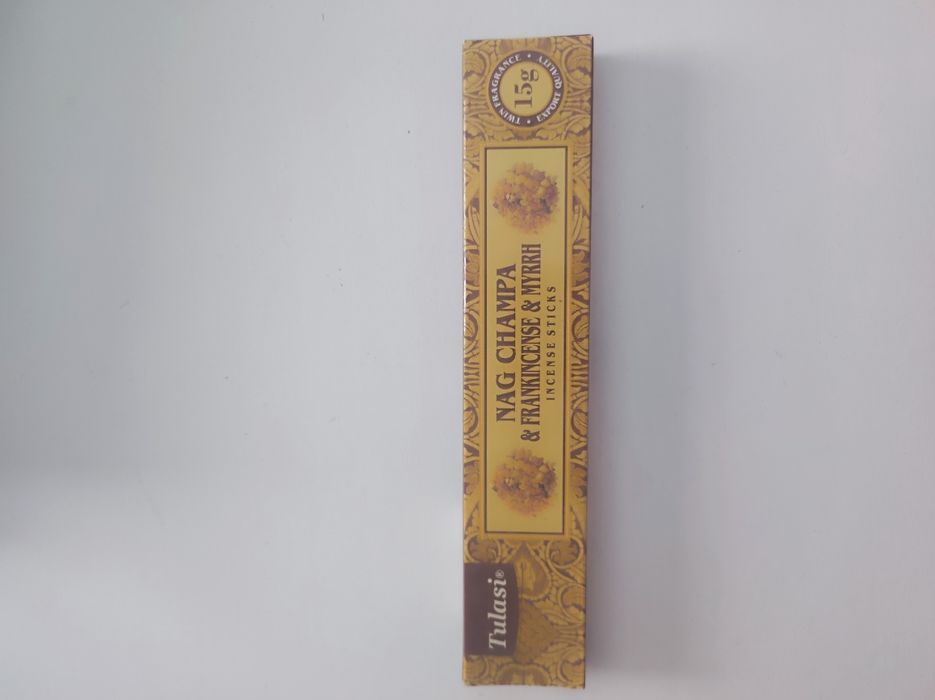 TWIN FRAGRANCE • EXPORT QUALITY •
15g
NAG CHAMPA
& FRANKINCENSE & MYRRH
INCENSE STICKS
Tulasi®